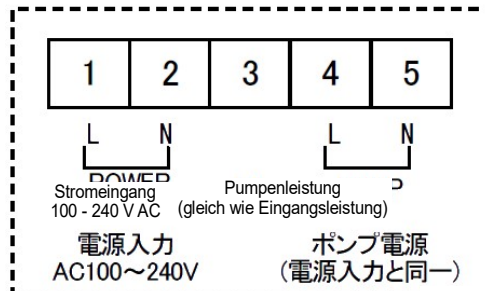 1 2 3 4 5
L N L N
Stromeingang
100 - 240 V AC
Pumpenleistung
(gleich wie Eingangsleistung)
電源入力
AC100～240V
ポンプ電源
(電源入力と同一)